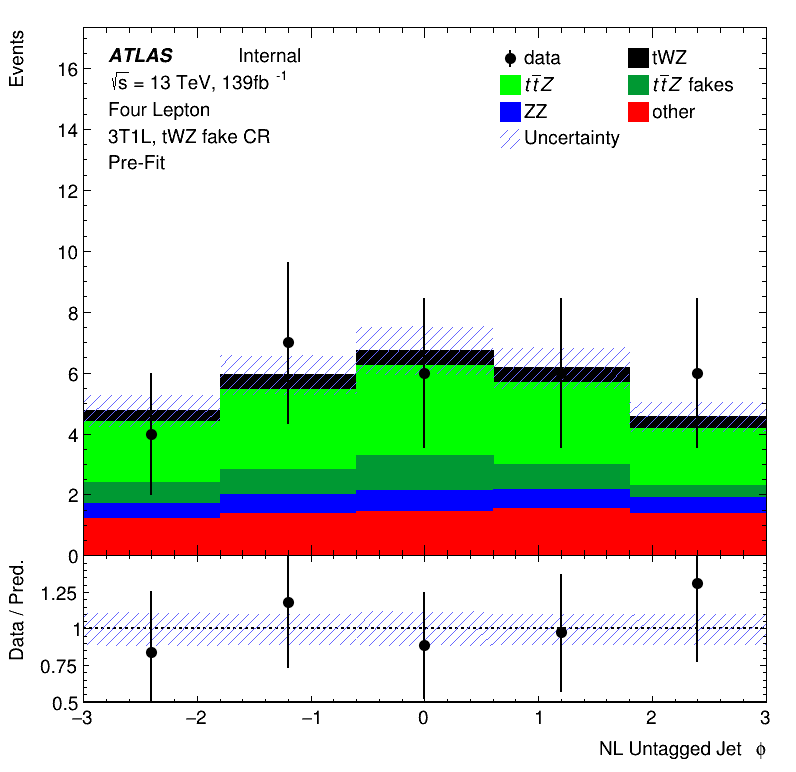 Events
16
14
12
10
8
6
4
2
0
ATLAS Internal
√s = 13 TeV, 139fb⁻¹
Four Lepton
3T1L, tWZ fake CR
Pre-Fit
data
tWZ
tt̄Z
tt̄Z fakes
ZZ
other
Uncertainty
Data / Pred.
1.25
1
0.75
0.5
−3 −2 −1 0 1 2 3
NL Untagged Jet ϕ